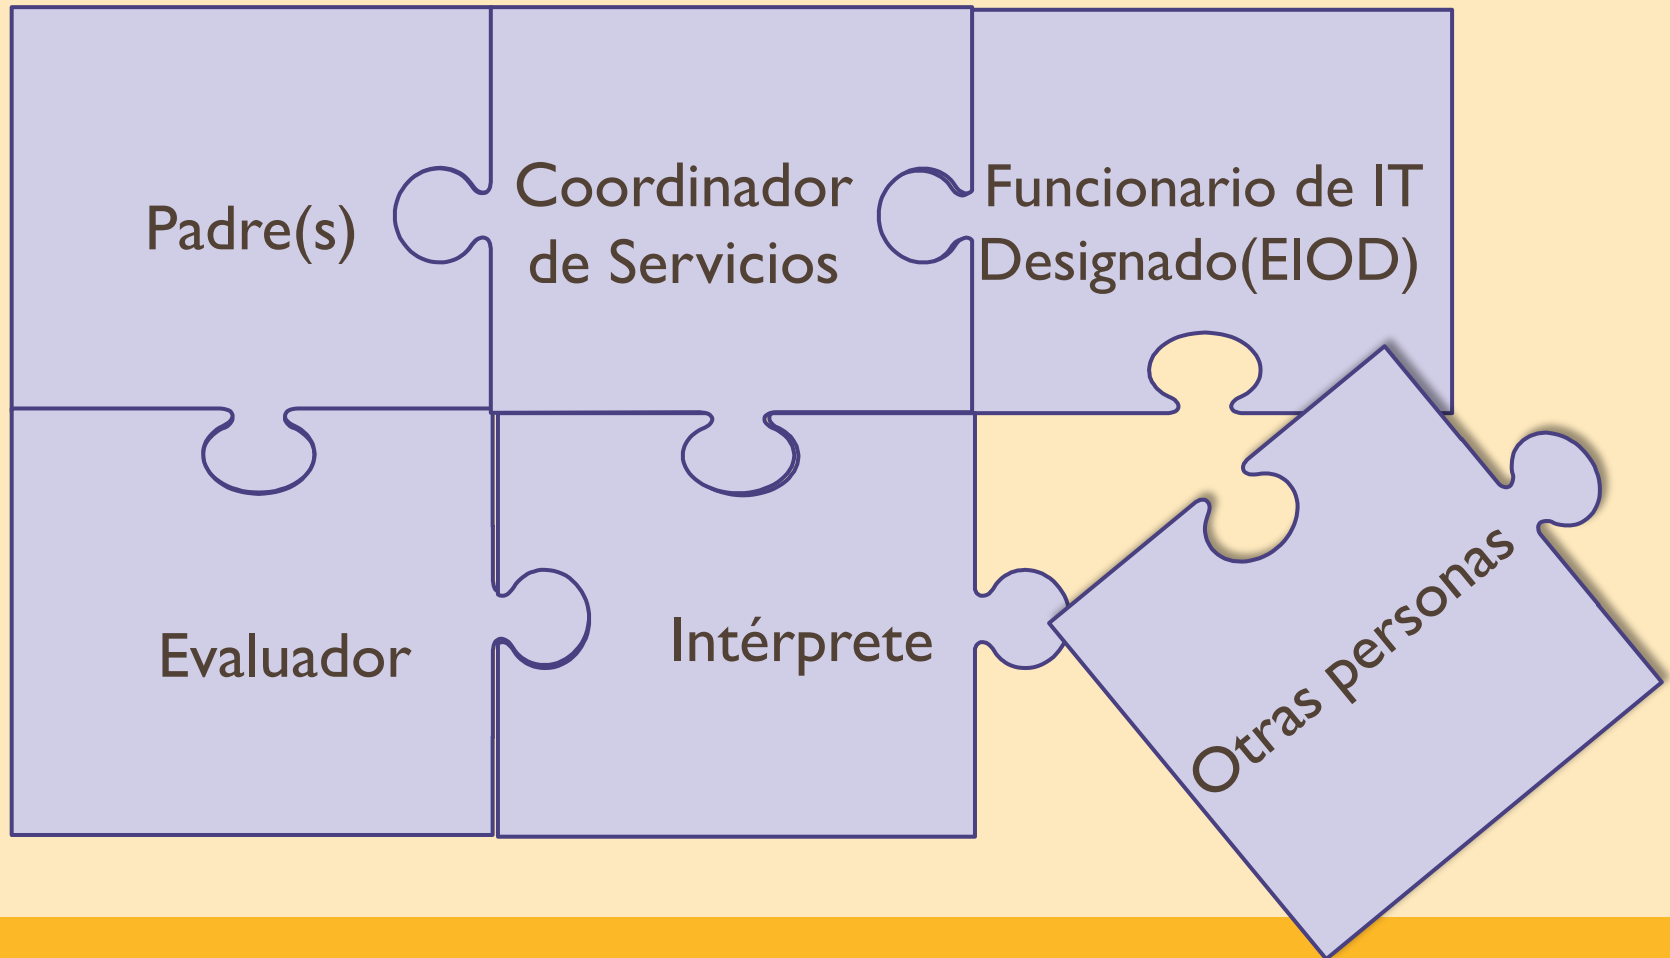 Padre(s)
Coordinador
de Servicios
Funcionario de IT
Designado(EIOD)
Evaluador
Intérprete
Otras personas